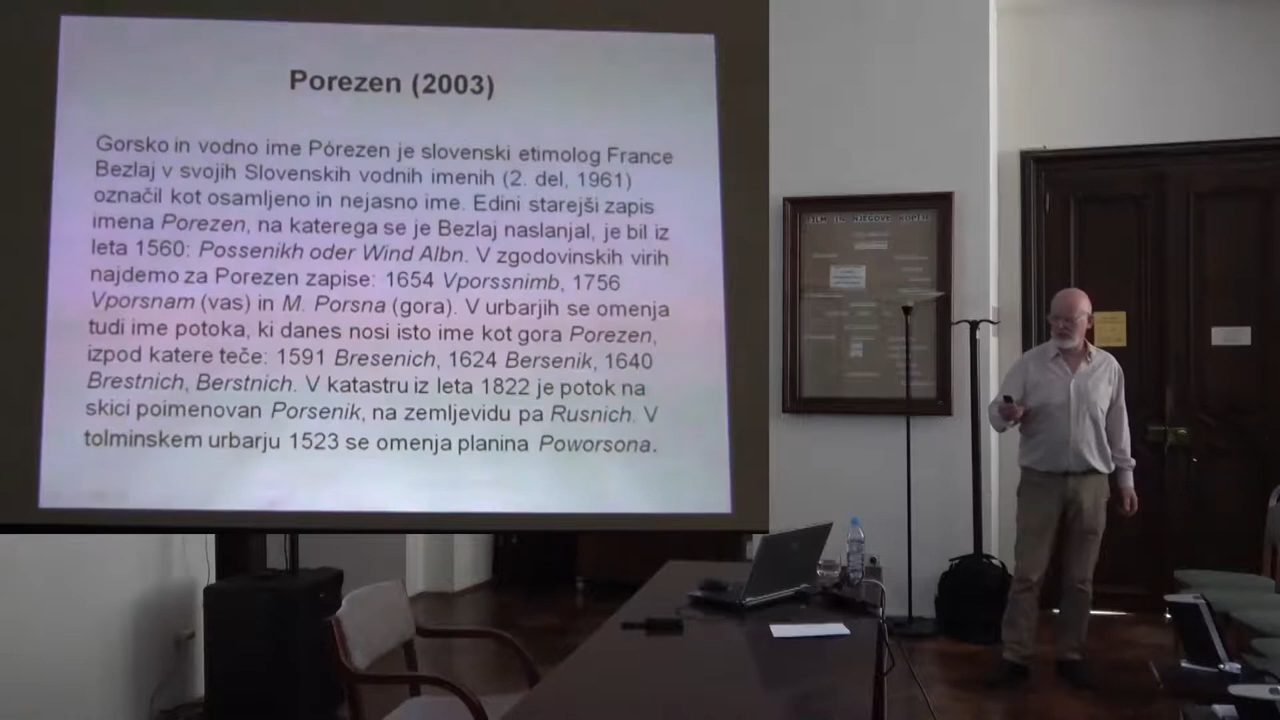 Porezen (2003)
Gorsko in vodno ime Pórezen je slovenski etimolog France
Bezlaj v svojih Slovenskih vodnih imenih (2. del, 1961)
označil kot osamljeno in nejasno ime. Edini starejši zapis
imena Porezen, na katerega se je Bezlaj naslanjal, je bil iz
leta 1560: Possenikh oder Wind Albn. V zgodovinskih virih
najdemo za Porezen zapise: 1654 Vporssnimb, 1756
Vporsnam (vas) in M. Porsna (gora). V urbarjih se omenja
tudi ime potoka, ki danes nosi isto ime kot gora Porezen,
izpod katere teče: 1591 Bresenich, 1624 Bersenik, 1640
Brestnich, Berstnich. V katastru iz leta 1822 je potok na
skici poimenovan Porsenik, na zemljevidu pa Rusnich. V
tolminskem urbarju 1523 se omenja planina Poworsona.
FILM IN NJEGOVE